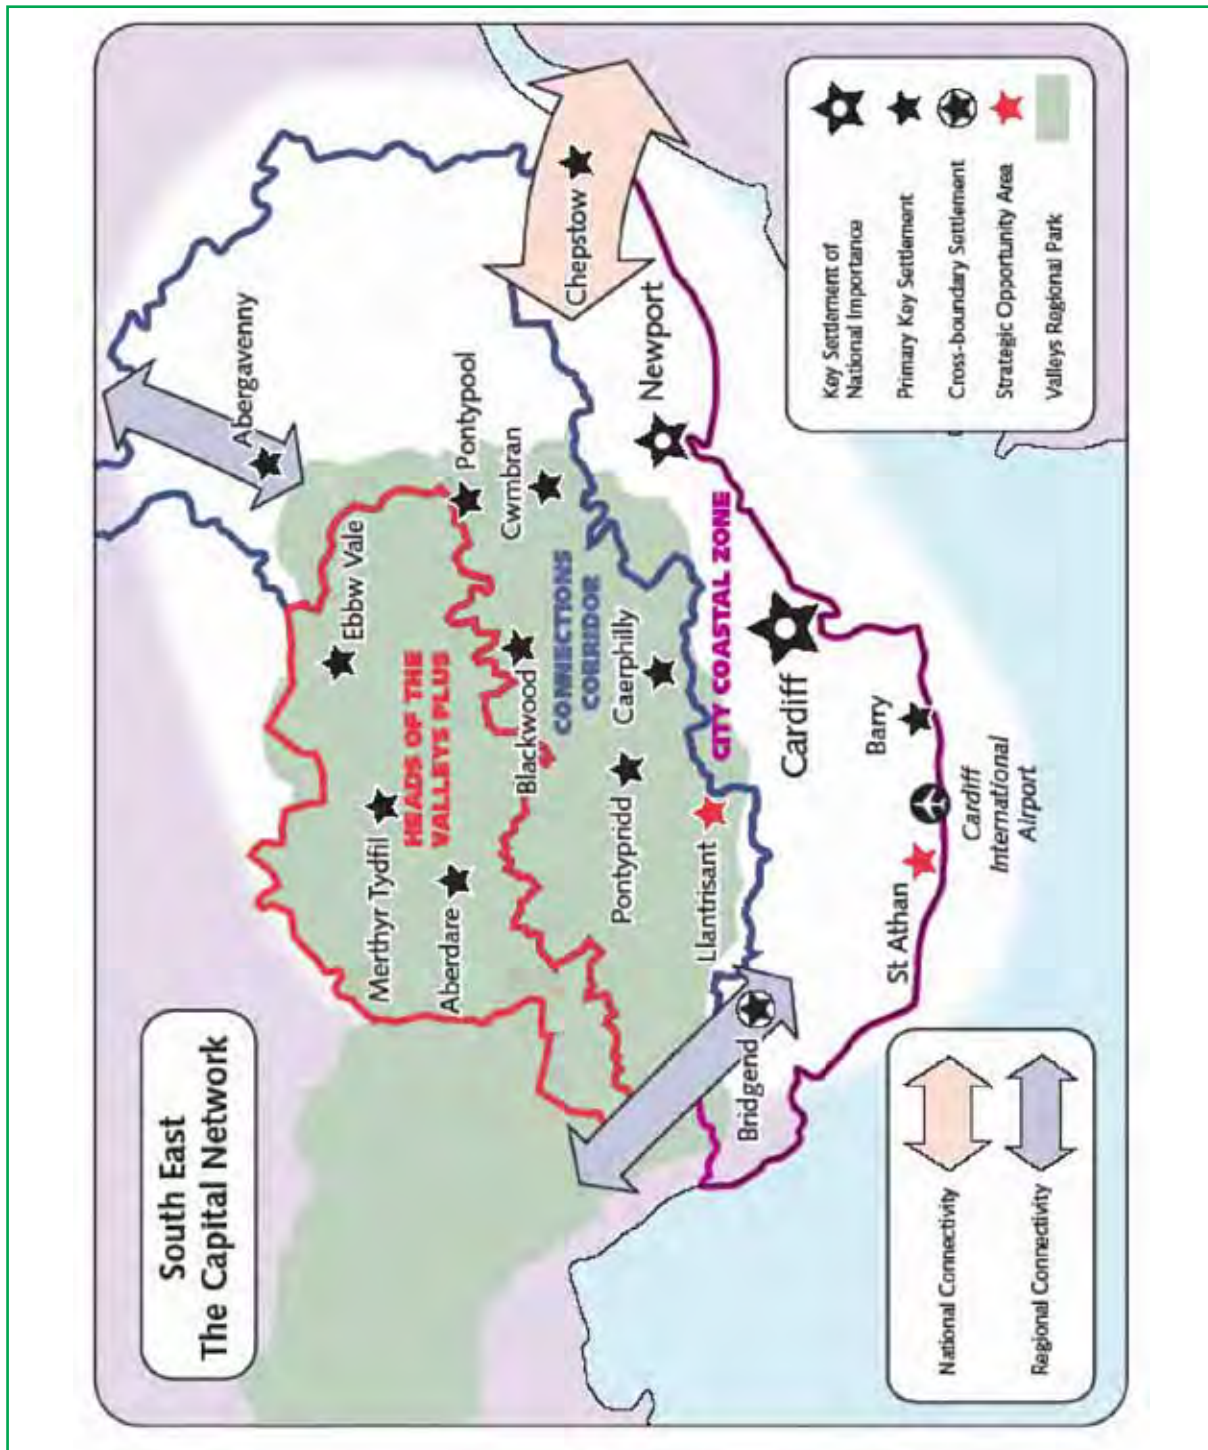 South East
The Capital Network
Abergavenny
Chepstow
Ebbw Vale
Pontypool
Cwmbran
Merthyr Tydfil
HEADS OF THE
VALLEYS PLUS
Aberdare
Blackwood
CONNECTIONS
CORRIDOR
Newport
Pontypridd
Caerphilly
Llantrisant
CITY COASTAL ZONE
Bridgend
Cardiff
Barry
St Athan
Cardiff
International
Airport
National Connectivity
Regional Connectivity
Key Settlement of
National Importance
Primary Key Settlement
Cross-boundary Settlement
Strategic Opportunity Area
Valleys Regional Park